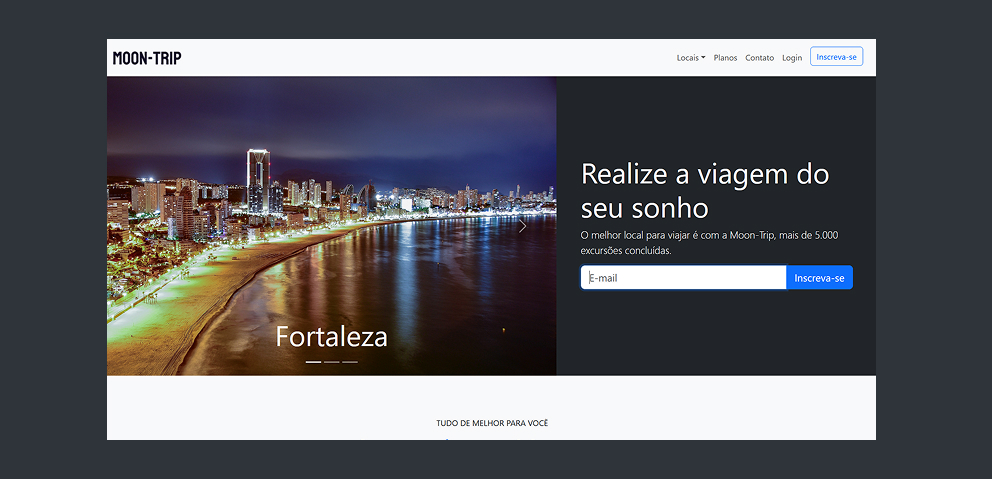 MOON-TRIP
Locais Planos Contato Login Inscreva-se
Realize a viagem do
seu sonho
O melhor local para viajar é com a Moon-Trip, mais de 5.000
excursões concluídas.
E-mail Inscreva-se
Fortaleza
TUDO DE MELHOR PARA VOCÊ